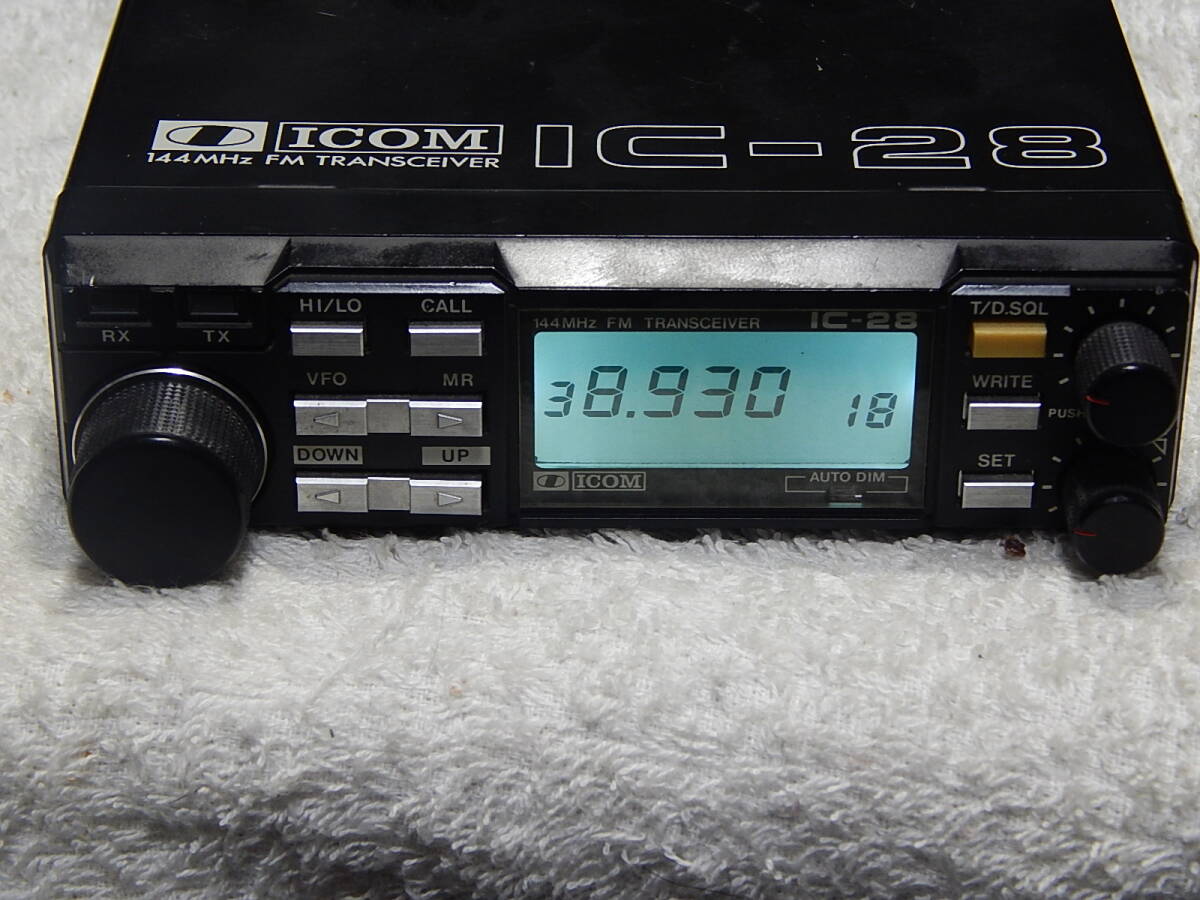 ICOM IC-28
144MHz FM TRANSCEIVER
RX TX
HI/LO CALL
VFO MR
DOWN UP
144MHz FM TRANSCEIVER IC-28
38.930 18
ICOM AUTO DIM
T/D.SQL
WRITE
PUSH
SET